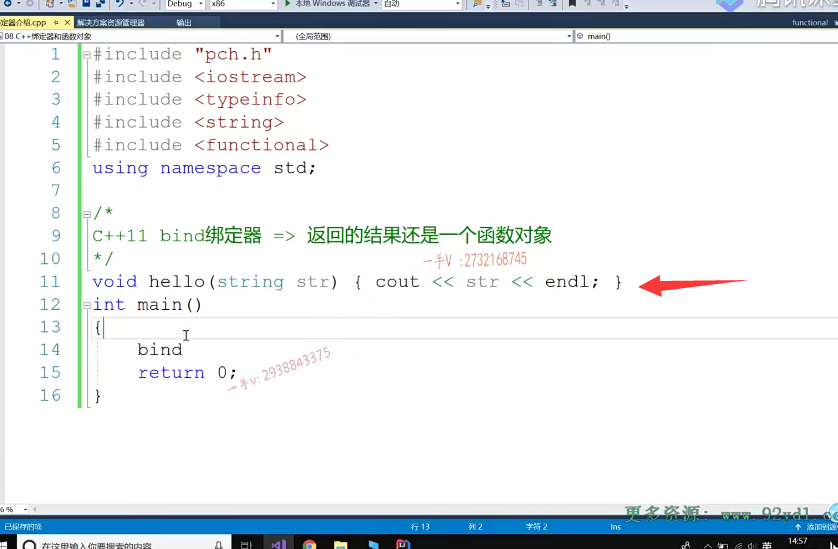 Debug x86 本地 Windows 调试器 自动
定器介绍.cpp 解决方案资源管理器 输出 functional
08 C++绑定器和函数对象 (全局范围) main()
1 #include "pch.h"
2 #include <iostream>
3 #include <typeinfo>
4 #include <string>
5 #include <functional>
6 using namespace std;
7
8 /*
9 C++11 bind绑定器 => 返回的结果还是一个函数对象
一手V :2732168745
10 */
11 void hello(string str) { cout << str << endl; }
12 int main()
13 {
14 bind
一手v:2938843375
15 return 0;
16 }
更多资源: www.92yd1.co
6 %
已保存的项 行 13 列 2 字符 2 Ins 添加到源
在这里输入你要搜索的内容 英 14:57